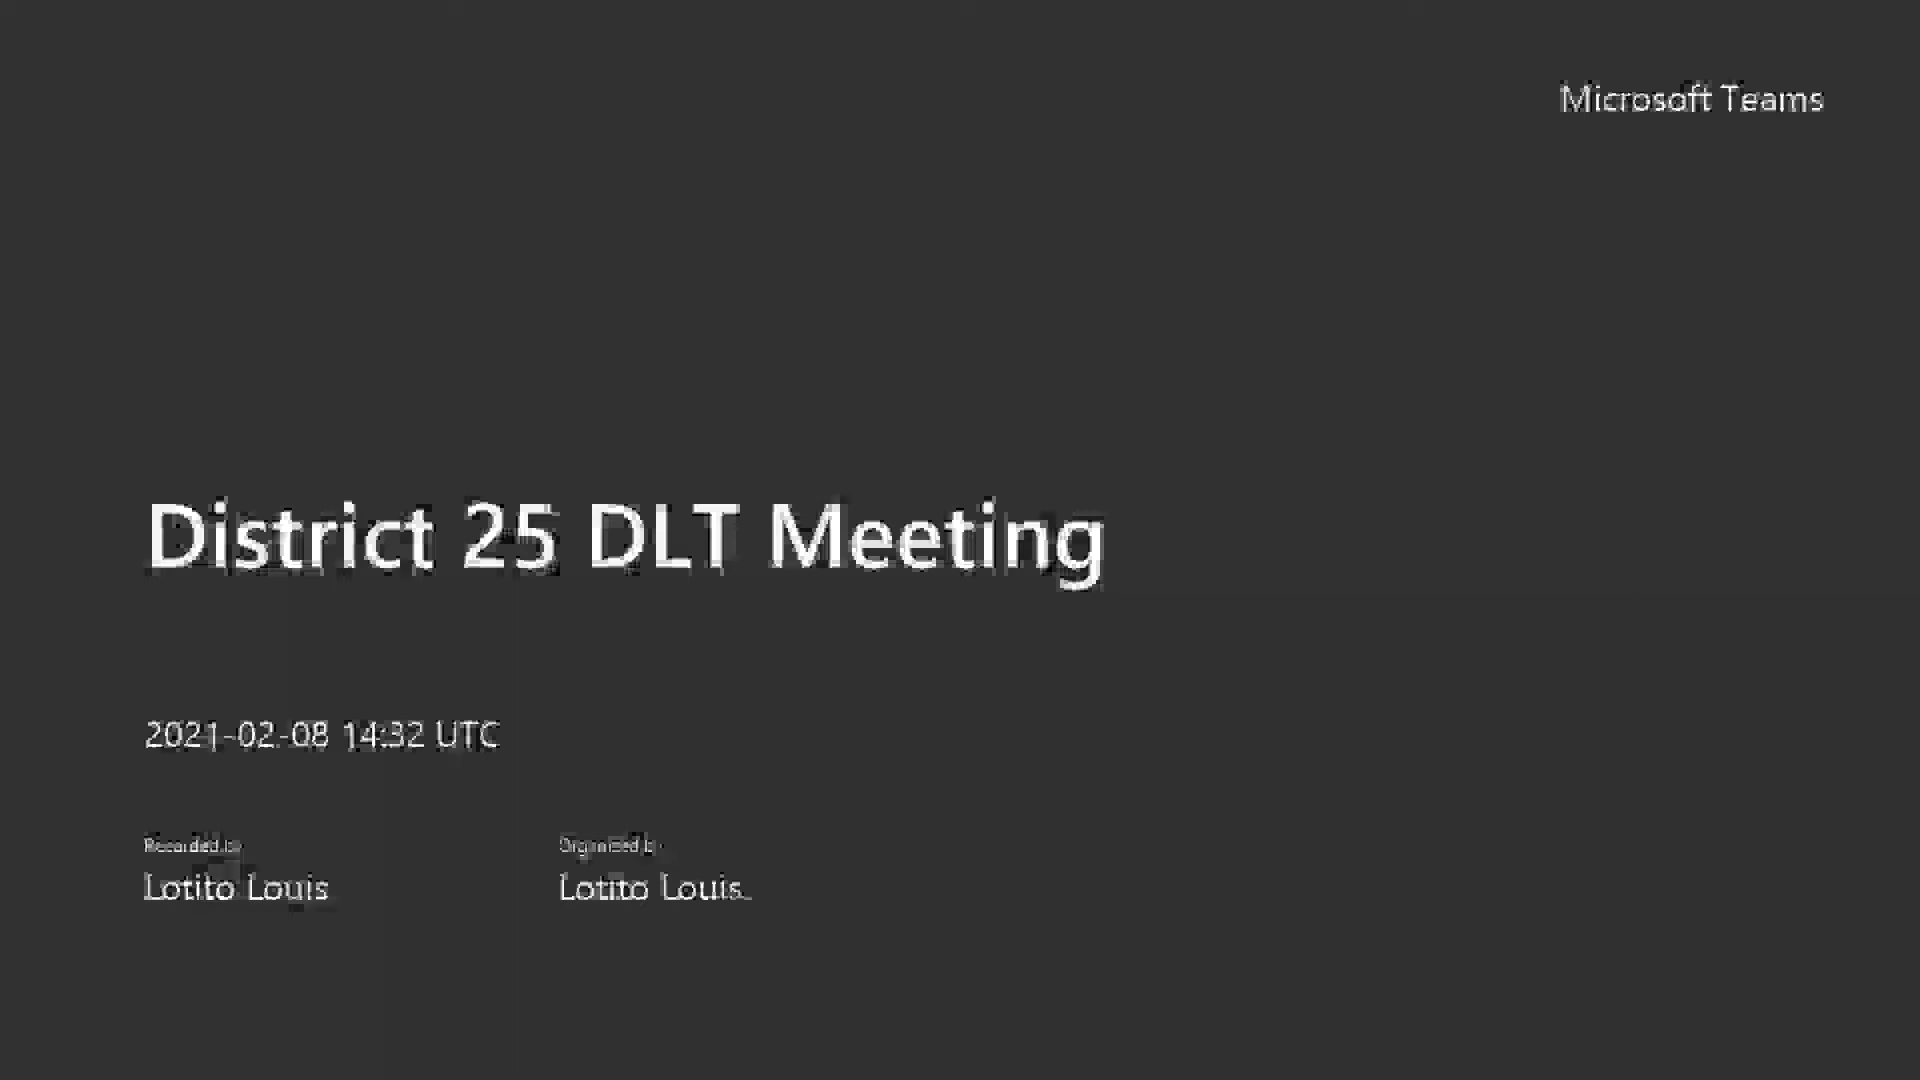 Microsoft Teams
District 25 DLT Meeting
2021-02-08 14:32 UTC
Recorded by
Organized by
Lotito Louis
Lotito Louis